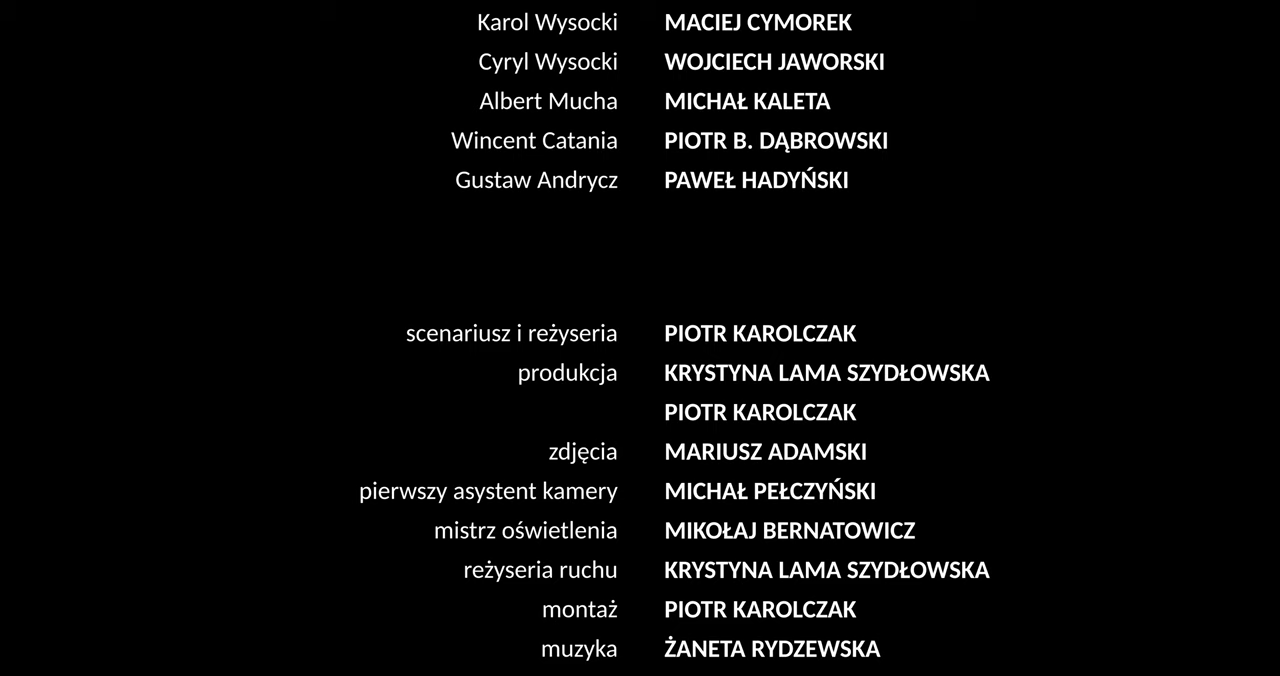 Karol Wysocki MACIEJ CYMOREK
Cyryl Wysocki WOJCIECH JAWORSKI
Albert Mucha MICHAŁ KALETA
Wincent Catania PIOTR B. DĄBROWSKI
Gustaw Andrycz PAWEŁ HADYŃSKI
scenariusz i reżyseria PIOTR KAROLCZAK
produkcja KRYSTYNA LAMA SZYDŁOWSKA
PIOTR KAROLCZAK
zdjęcia MARIUSZ ADAMSKI
pierwszy asystent kamery MICHAŁ PEŁCZYŃSKI
mistrz oświetlenia MIKOŁAJ BERNATOWICZ
reżyseria ruchu KRYSTYNA LAMA SZYDŁOWSKA
montaż PIOTR KAROLCZAK
muzyka ŻANETA RYDZEWSKA